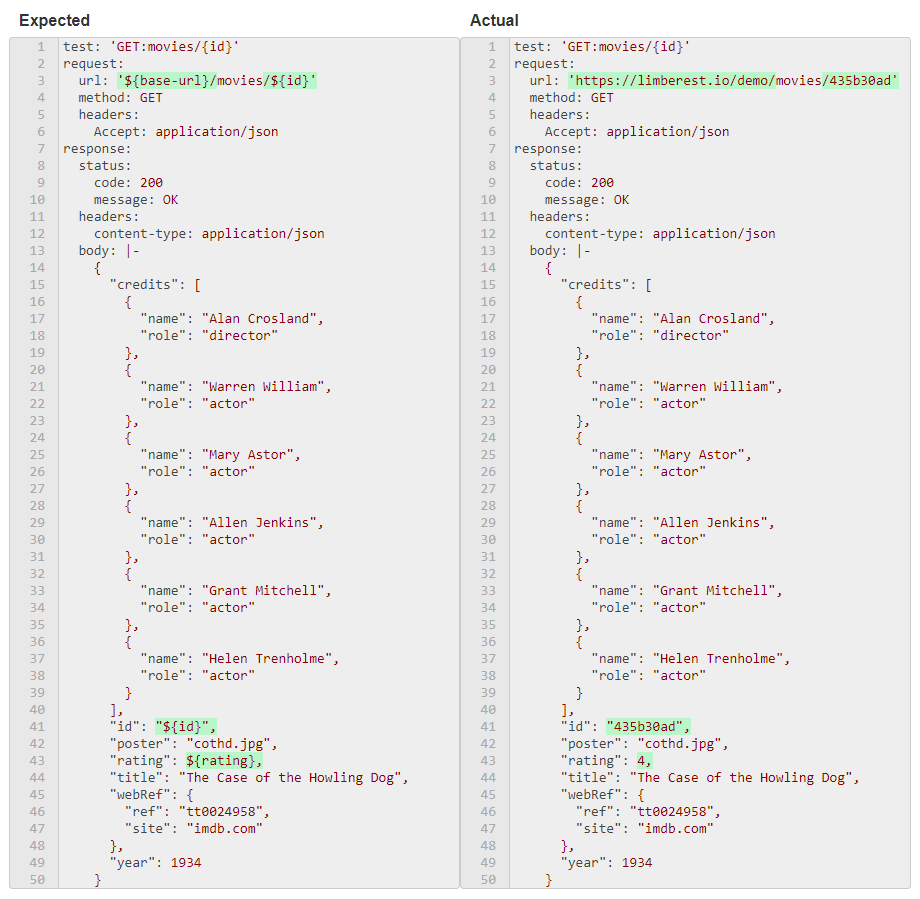 Expected
1 test: 'GET:movies/{id}'
2 request:
3   url: '${base-url}/movies/${id}'
4   method: GET
5   headers:
6     Accept: application/json
7 response:
8   status:
9     code: 200
10     message: OK
11   headers:
12     content-type: application/json
13   body: |-
14     {
15       "credits": [
16         {
17           "name": "Alan Crosland",
18           "role": "director"
19         },
20         {
21           "name": "Warren William",
22           "role": "actor"
23         },
24         {
25           "name": "Mary Astor",
26           "role": "actor"
27         },
28         {
29           "name": "Allen Jenkins",
30           "role": "actor"
31         },
32         {
33           "name": "Grant Mitchell",
34           "role": "actor"
35         },
36         {
37           "name": "Helen Trenholme",
38           "role": "actor"
39         }
40       ],
41       "id": "${id}",
42       "poster": "cothd.jpg",
43       "rating": ${rating},
44       "title": "The Case of the Howling Dog",
45       "webRef": {
46         "ref": "tt0024958",
47         "site": "imdb.com"
48       },
49       "year": 1934
50     }
Actual
1 test: 'GET:movies/{id}'
2 request:
3   url: 'https://limberest.io/demo/movies/435b30ad'
4   method: GET
5   headers:
6     Accept: application/json
7 response:
8   status:
9     code: 200
10     message: OK
11   headers:
12     content-type: application/json
13   body: |-
14     {
15       "credits": [
16         {
17           "name": "Alan Crosland",
18           "role": "director"
19         },
20         {
21           "name": "Warren William",
22           "role": "actor"
23         },
24         {
25           "name": "Mary Astor",
26           "role": "actor"
27         },
28         {
29           "name": "Allen Jenkins",
30           "role": "actor"
31         },
32         {
33           "name": "Grant Mitchell",
34           "role": "actor"
35         },
36         {
37           "name": "Helen Trenholme",
38           "role": "actor"
39         }
40       ],
41       "id": "435b30ad",
42       "poster": "cothd.jpg",
43       "rating": 4,
44       "title": "The Case of the Howling Dog",
45       "webRef": {
46         "ref": "tt0024958",
47         "site": "imdb.com"
48       },
49       "year": 1934
50     }